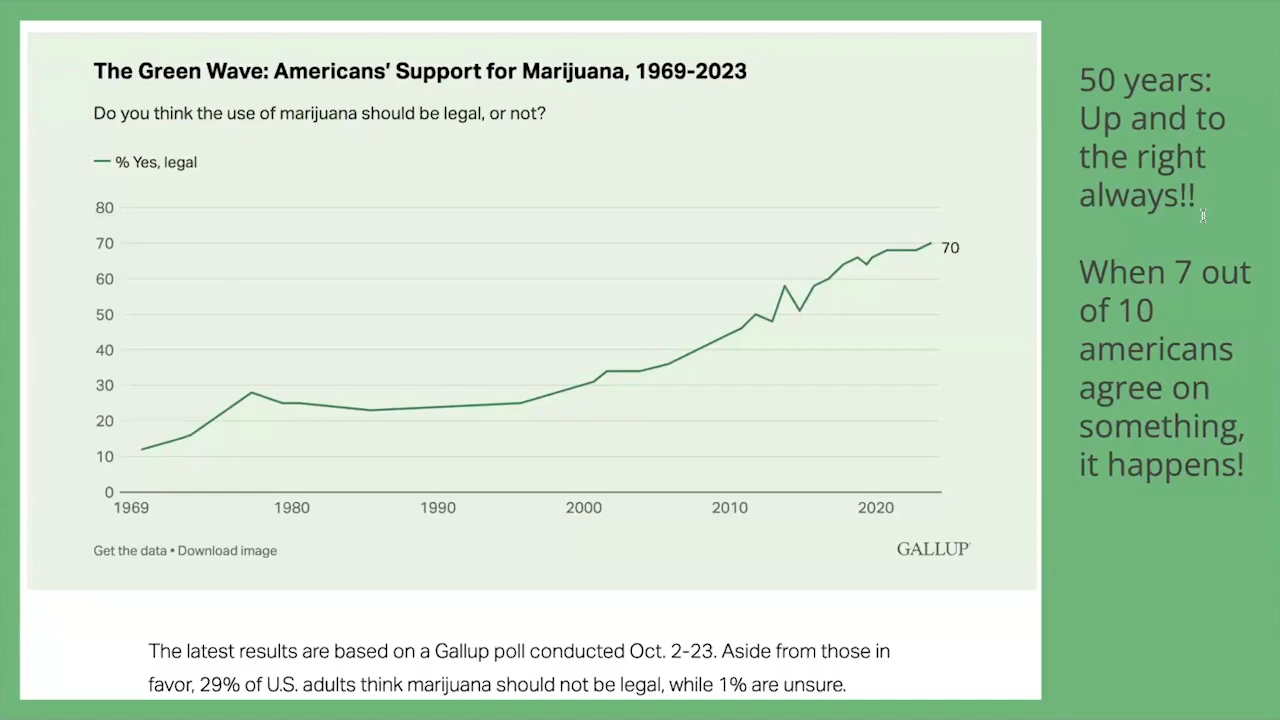 The Green Wave: Americans' Support for Marijuana, 1969-2023
Do you think the use of marijuana should be legal, or not?
% Yes, legal
80
70
60
50
40
30
20
10
0
70
1969
1980
1990
2000
2010
2020
Get the data • Download image
GALLUP
The latest results are based on a Gallup poll conducted Oct. 2-23. Aside from those in
favor, 29% of U.S. adults think marijuana should not be legal, while 1% are unsure.
50 years:
Up and to
the right
always!!
When 7 out
of 10
americans
agree on
something,
it happens!